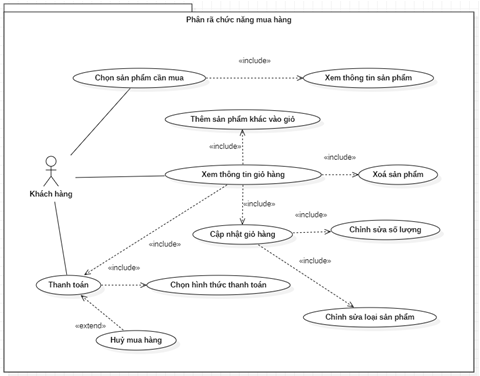 Phân rã chức năng mua hàng
«include»
Chọn sản phẩm cần mua
Xem thông tin sản phẩm
Thêm sản phẩm khác vào giỏ
«include»
«include»
Khách hàng
Xem thông tin giỏ hàng
Xoá sản phẩm
«include»
Cập nhật giỏ hàng
Chỉnh sửa số lượng
«include»
«include»
«include»
«include»
Thanh toán
Chọn hình thức thanh toán
Chỉnh sửa loại sản phẩm
«extend»
Huỷ mua hàng